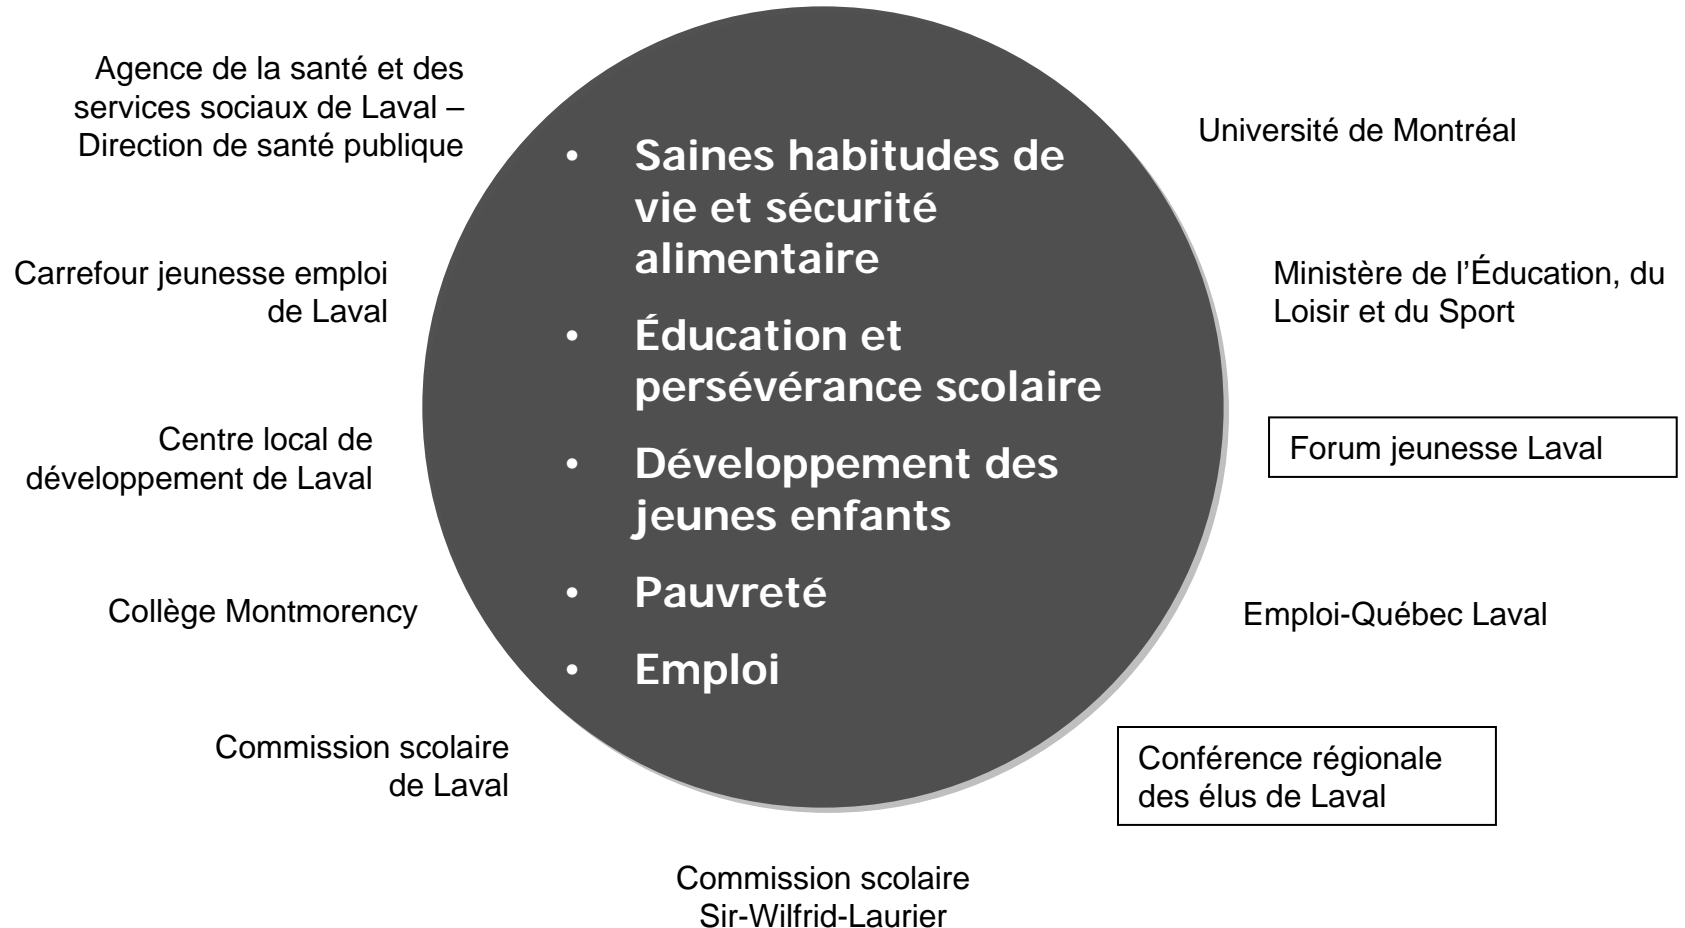 Agence de la santé et des
services sociaux de Laval –
Direction de santé publique
Carrefour jeunesse emploi
de Laval
Centre local de
développement de Laval
Collège Montmorency
Commission scolaire
de Laval
• Saines habitudes de
vie et sécurité
alimentaire
• Éducation et
persévérance scolaire
• Développement des
jeunes enfants
• Pauvreté
• Emploi
Commission scolaire
Sir-Wilfrid-Laurier
Université de Montréal
Ministère de l’Éducation, du
Loisir et du Sport
Forum jeunesse Laval
Emploi-Québec Laval
Conférence régionale
des élus de Laval